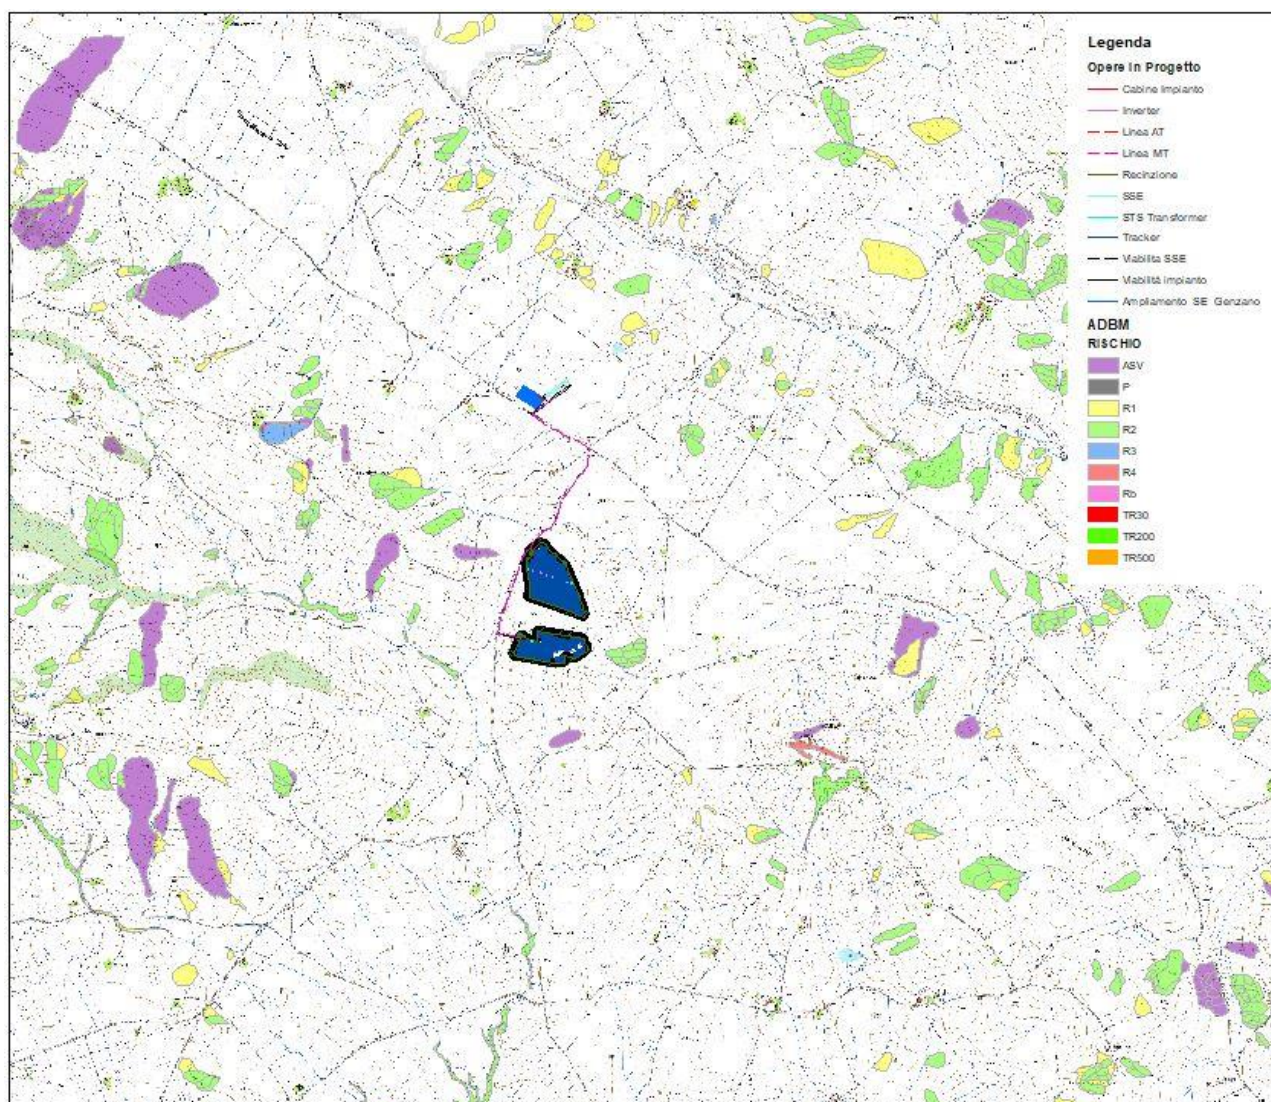 Legenda
Opere In Progetto
Cabine Impianto
Inverter
Linea AT
Linea MT
Recinzione
SSE
STS Transformer
Tracker
Viabilita SSE
Viabilità impianto
Ampliamento SE Genzano
ADBM
RISCHIO
ASV
P
R1
R2
R3
R4
Rb
TR30
TR200
TR500